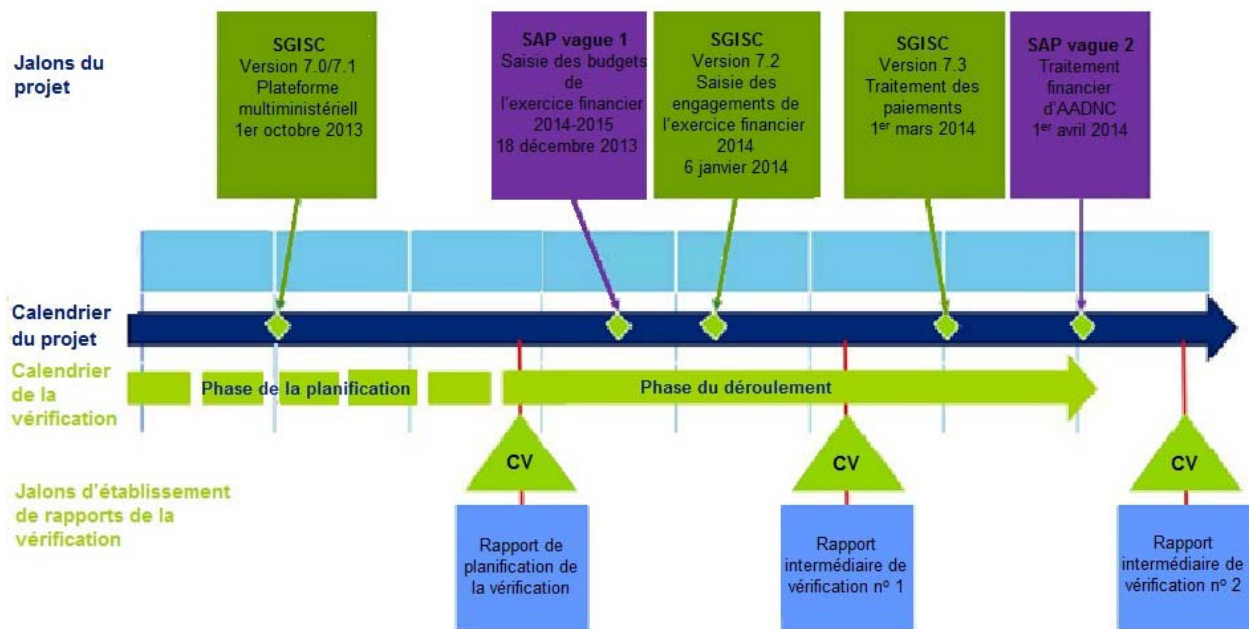 Jalons du
projet
SGISC
Version 7.0/7.1
Plateforme
multiministériell
1er octobre 2013
SAP vague 1
Saisie des budgets
de
l'exercice financier
2014-2015
18 décembre 2013
SGISC
Version 7.2
Saisie des
engagements de
l'exercice financier
2014
6 janvier 2014
SGISC
Version 7.3
Traitement des
paiements
1er mars 2014
SAP vague 2
Traitement
financier
d'AADNC
1er avril 2014
Calendrier
du projet
Calendrier
de la
vérification
Phase de la planification
Phase du déroulement
Jalons d'établissement
de rapports de la
vérification
CV
CV
CV
Rapport de
planification de
la vérification
Rapport
intermédiaire de
vérification nº 1
Rapport
intermédiaire de
vérification nº 2